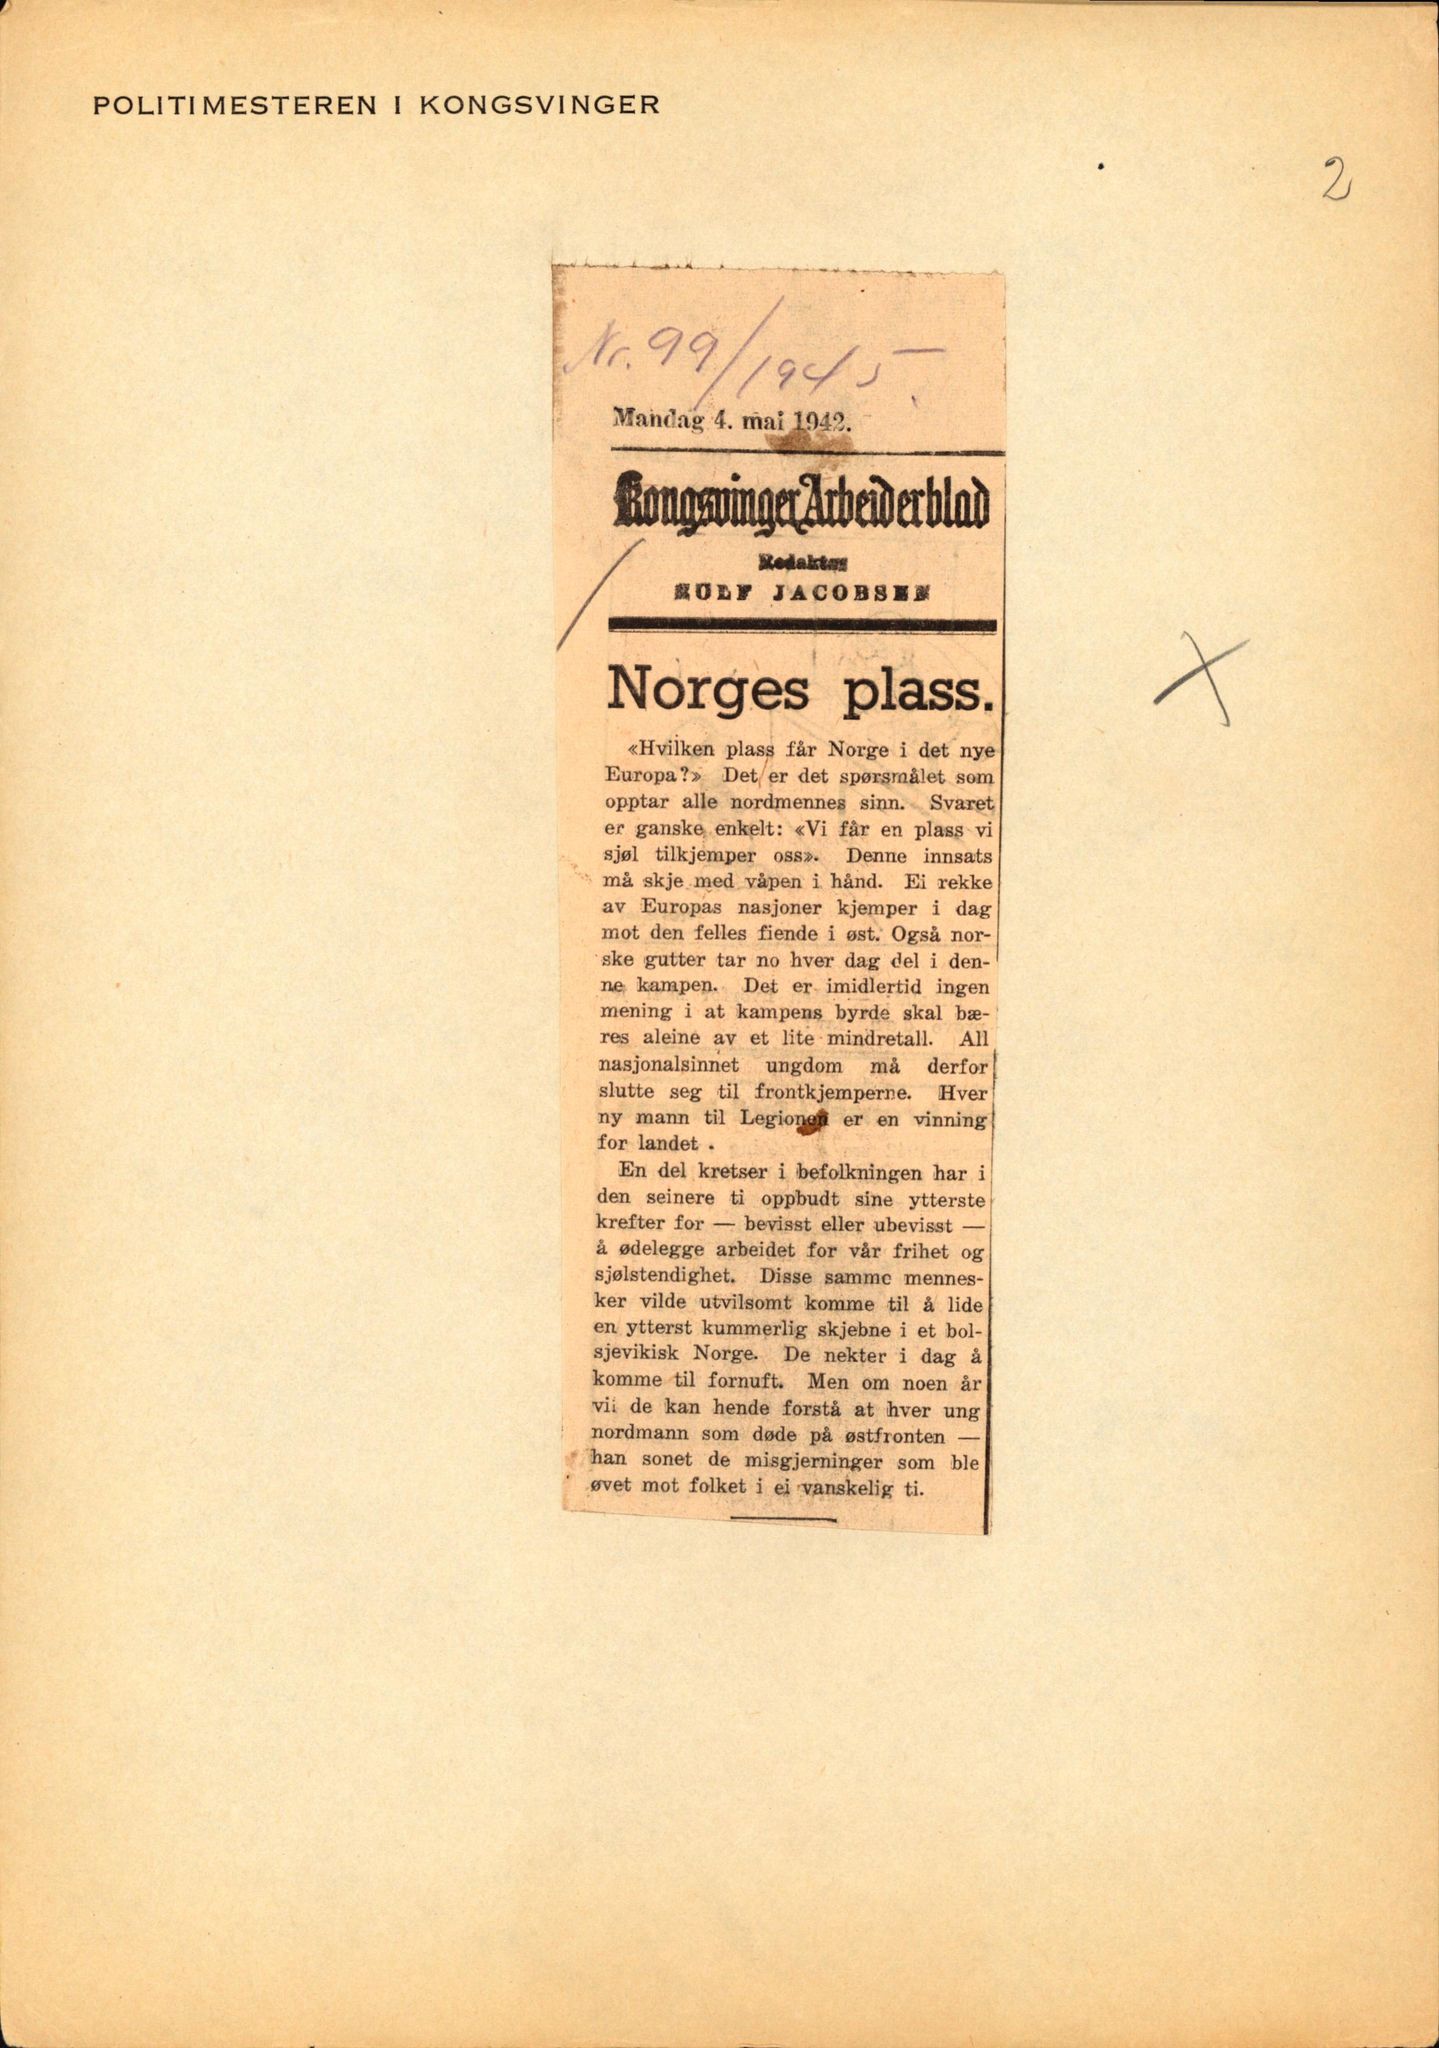 POLITIMESTEREN I KONGSVINGER
2
Nr. 99/1945
Mandag 4. mai 1942.
Kongsvinger Arbeiderblad
Redaktør
ROLF JACOBSEN
Norges plass.
«Hvilken plass får Norge i det nye
Europa?» Det er det spørsmålet som
opptar alle nordmennes sinn. Svaret
er ganske enkelt: «Vi får en plass vi
sjøl tilkjemper oss». Denne innsats
må skje med våpen i hånd. Ei rekke
av Europas nasjoner kjemper i dag
mot den felles fiende i øst. Også nor-
ske gutter tar no hver dag del i den-
ne kampen. Det er imidlertid ingen
mening i at kampens byrde skal bæ-
res aleine av et lite mindretall. All
nasjonalsinnet ungdom må derfor
slutte seg til frontkjemperne. Hver
ny mann til Legionen er en vinning
for landet .
En del kretser i befolkningen har i
den seinere ti oppbudt sine ytterste
krefter for — bevisst eller ubevisst —
å ødelegge arbeidet for vår frihet og
sjølstendighet. Disse samme mennes-
ker vilde utvilsomt komme til å lide
en ytterst kummerlig skjebne i et bol-
sjevikisk Norge. De nekter i dag å
komme til fornuft. Men om noen år
vil de kan hende forstå at hver ung
nordmann som døde på østfronten —
han sonet de misgjerninger som ble
øvet mot folket i ei vanskelig ti.